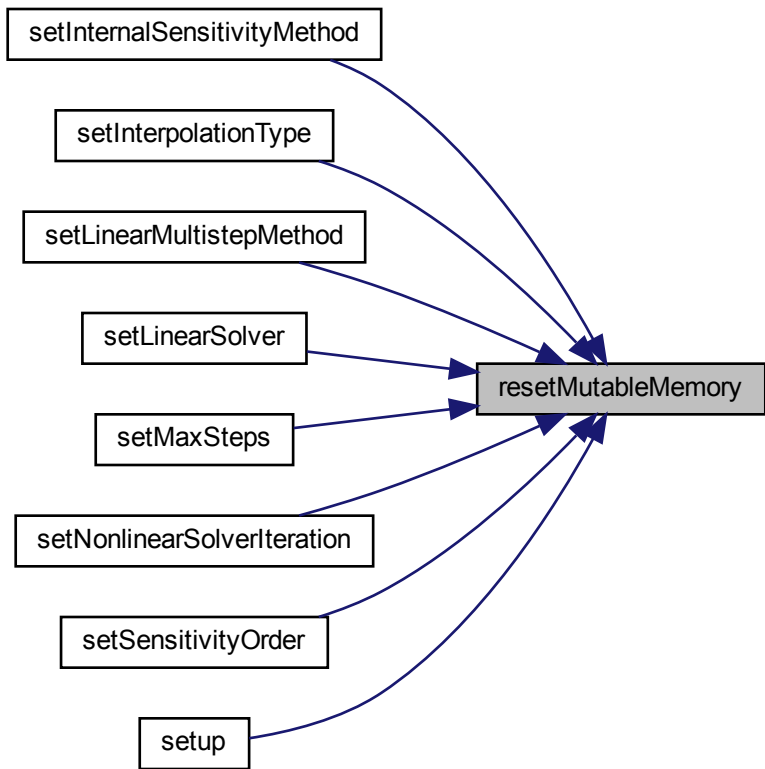 setInternalSensitivityMethod
setInterpolationType
setLinearMultistepMethod
setLinearSolver
resetMutableMemory
setMaxSteps
setNonlinearSolverIteration
setSensitivityOrder
setup